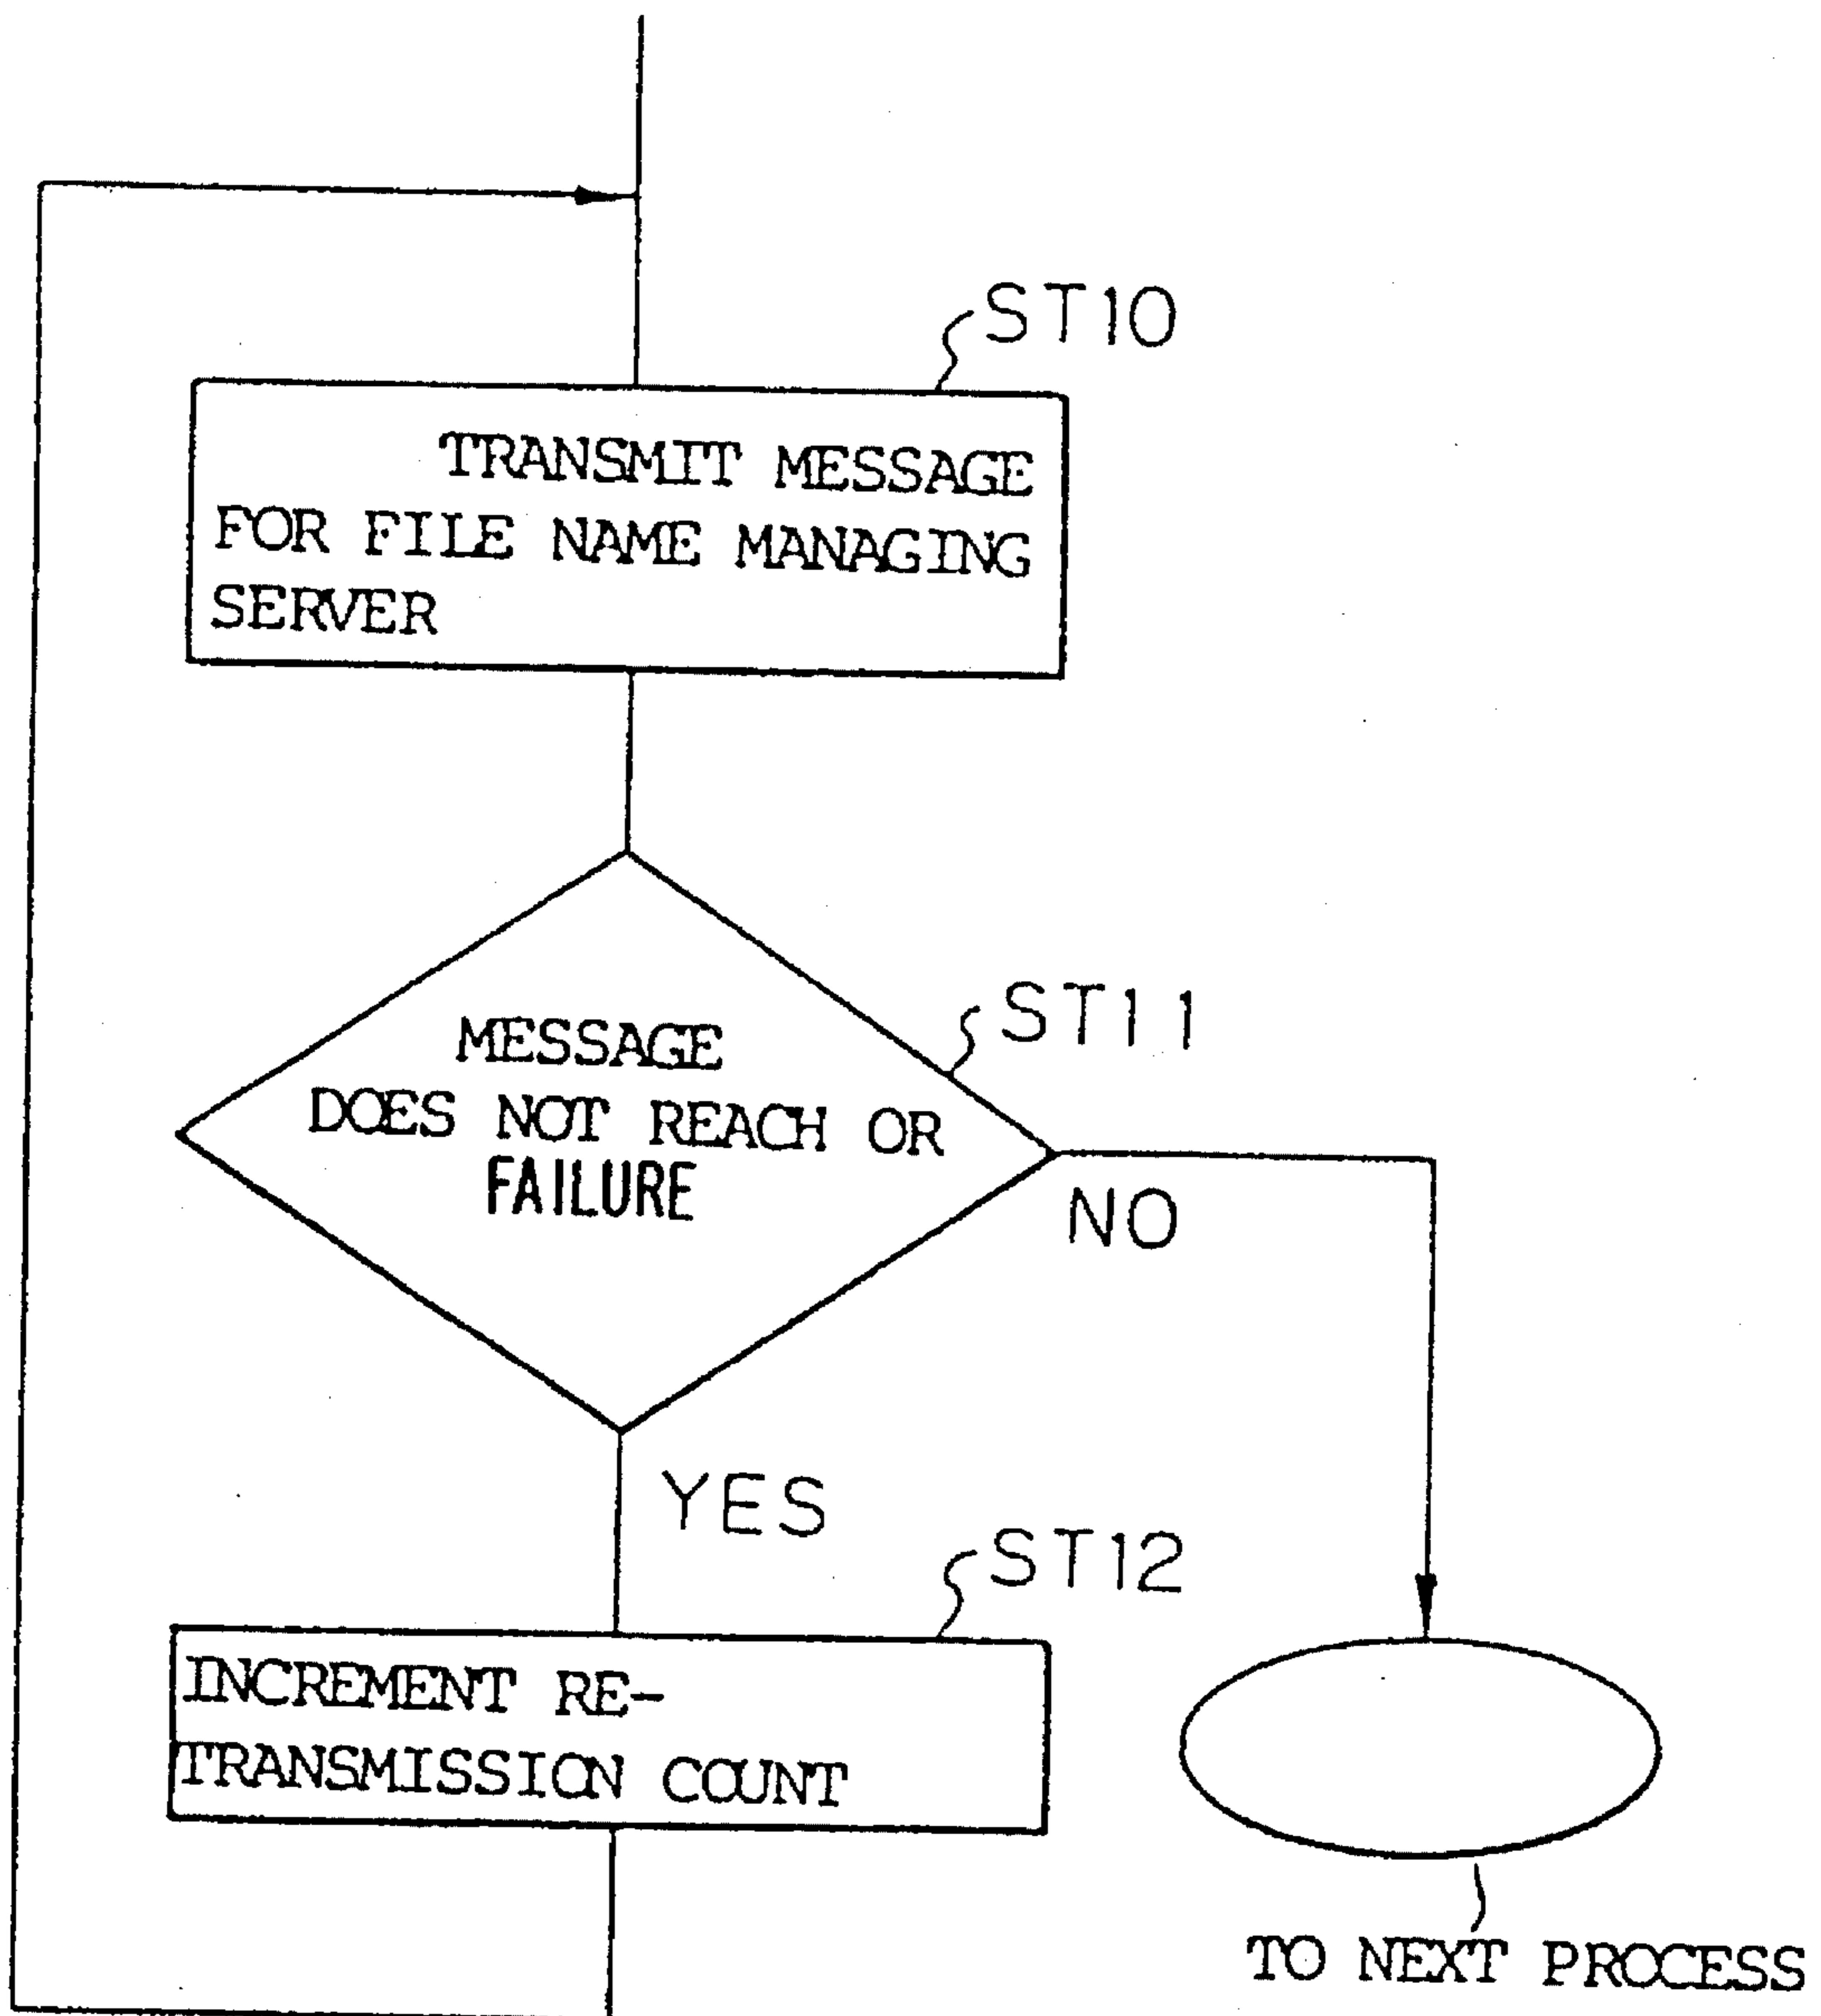 ST10
TRANSMIT MESSAGE
FOR FILE NAME MANAGING
SERVER
ST11
MESSAGE
DOES NOT REACH OR
FAILURE
NO
YES
ST12
INCREMENT RE-
TRANSMISSION COUNT
TO NEXT PROCESS